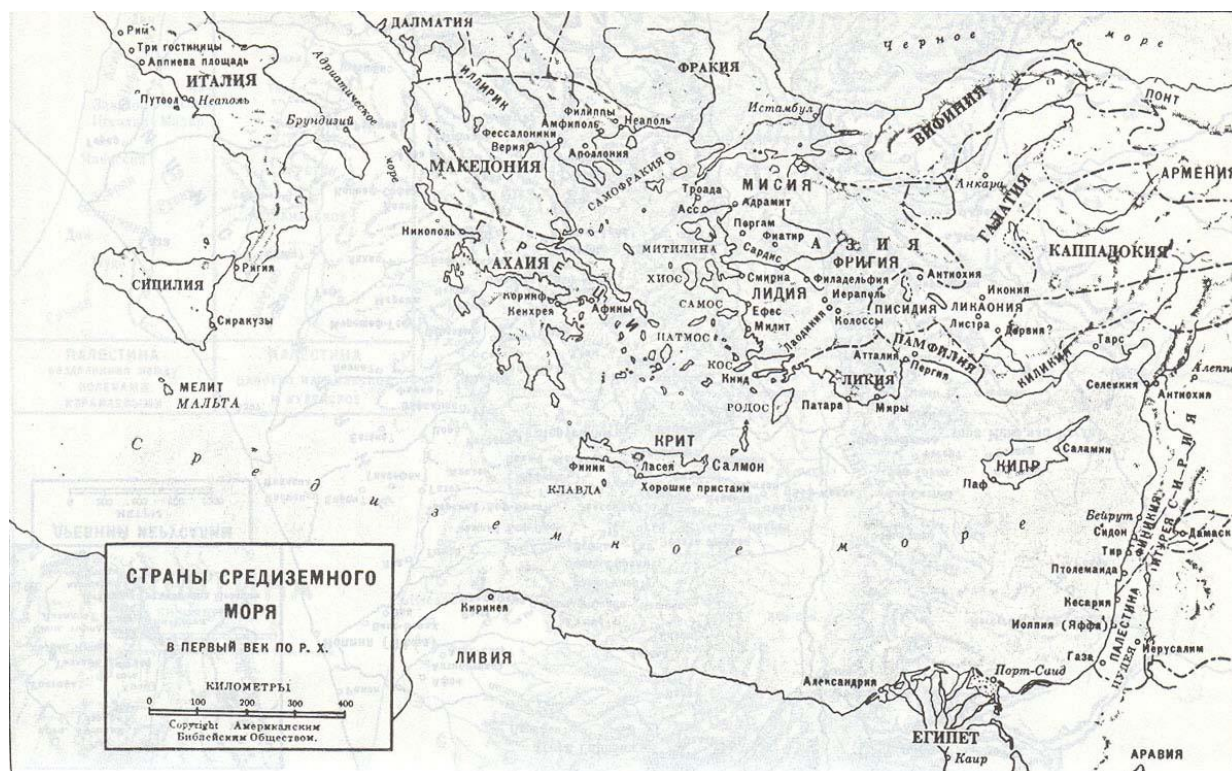 ДАЛМАТИЯ
Рим
Три гостиницы
Аппиева площадь
ИТАЛИЯ
Путеол
Неаполь
Брундизий
Адриатическое
море
ИЛЛИРИК
ФРАКИЯ
Черное море
Истамбул
ВИФИНИЯ
ПОНТ
Филиппы
Неаполь
Амфиполь
Фессалоники
Верия
Аполлония
МАКЕДОНИЯ
САМОФРАКИЯ
МИСИЯ
Троада
Адрамит
Асс
Анкара
ГАЛАТИЯ
АРМЕНИЯ
Пергам
Фиатир
АЗИЯ
КАППАДОКИЯ
Никополь
ГРЕЦИЯ
АХАИЯ
МИТИЛИНА
Сардис
ФРИГИЯ
ХИОС
Смирна
Филадельфия
Антиохия
ЛИДИЯ
Иераполь
Икония
САМОС
Ефес
ПИСИДИЯ
ЛИКАОНИЯ
СИЦИЛИЯ
Ригия
Сиракузы
Коринф
Кенхрея
Афины
Милит
Лаодикия
Колоссы
Листра
Дервия?
ПАТМОС
ПАМФИЛИЯ
Атталия
Пергия
КИЛИКИЯ
Тарс
КОС
Книд
ЛИКИЯ
Селевкия
Антиохия
Алеппо
Патара
Миры
РОДОС
МЕЛИТ
МАЛЬТА
КРИТ
САЛМОН
Финик
Ласея
КЛАВДА
Хорошие пристани
КИПР
Саламин
Паф
СИРИЯ
Средиземное море
Бейрут
ФИНИКИЯ
ИТУРЕЯ
Сидон
Дамаск
Тир
Птолемаида
Кесария
Иоппия (Яффа)
ПАЛЕСТИНА
ИУДЕЯ
Иерусалим
Газа
Киринея
ЛИВИЯ
Александрия
Порт-Саид
ЕГИПЕТ
Каир
АРАВИЯ
СТРАНЫ СРЕДИЗЕМНОГО
МОРЯ
В ПЕРВЫЙ ВЕК ПО Р. Х.
КИЛОМЕТРЫ
0 100 200 300 400
Copyright Американским
Библейским Обществом.